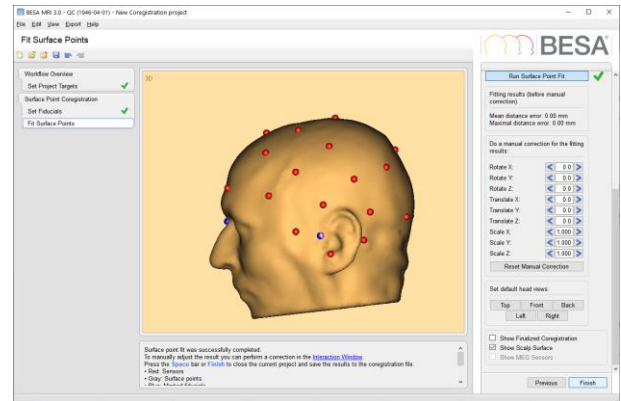 BESA MRI 3.0 - QC (1946-04-01) - New Coregistration project
File Edit View Export Help
Fit Surface Points
BESA
Workflow Overview
Set Project Targets
Surface Point Coregistration
Set Fiducials
Fit Surface Points
3D
Run Surface Point Fit
Fitting results (before manual
correction)
Mean distance error: 0.00 mm
Maximal distance error: 0.00 mm
Do a manual correction for the fitting
results:
Rotate X: 0.0
Rotate Y: 0.0
Rotate Z: 0.0
Translate X: 0.0
Translate Y: 0.0
Translate Z: 0.0
Scale X: 1.000
Scale Y: 1.000
Scale Z: 1.000
Reset Manual Correction
Set default head views:
Top Front Back
Left Right
Show Finalized Coregistration
Show Scalp Surface
Show MEG Sensors
Surface point fit was successfully completed.
To manually adjust the result you can perform a correction in the Interaction Window.
Press the Space bar or Finish to close the current project and save the results to the coregistration file.
• Red: Sensors
• Gray: Surface points
• Blue: Marked fiducials
Previous Finish